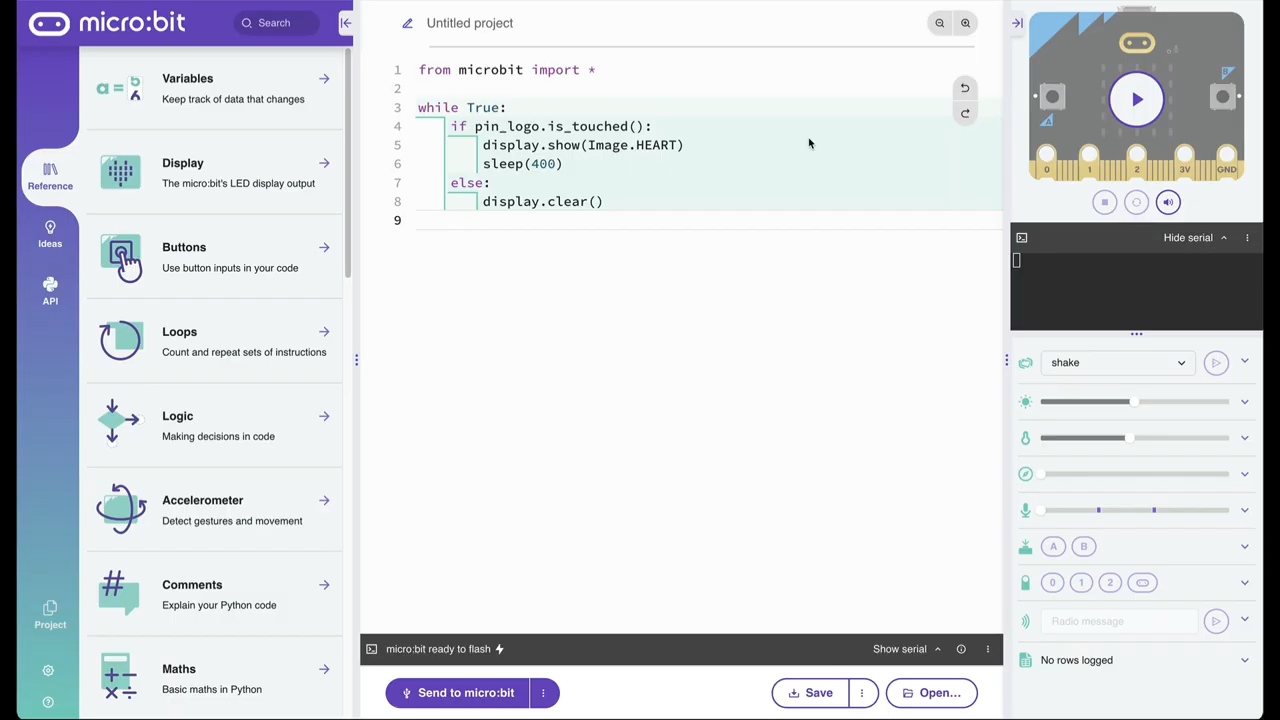 micro:bit
Search
Reference
Ideas
API
Project
Variables
Keep track of data that changes
Display
The micro:bit's LED display output
Buttons
Use button inputs in your code
Loops
Count and repeat sets of instructions
Logic
Making decisions in code
Accelerometer
Detect gestures and movement
Comments
Explain your Python code
Maths
Basic maths in Python
Untitled project
1 from microbit import *
2
3 while True:
4 if pin_logo.is_touched():
5 display.show(Image.HEART)
6 sleep(400)
7 else:
8 display.clear()
9
micro:bit ready to flash
Show serial
Send to micro:bit
Save
Open...
A
B
0 1 2 3V GND
Hide serial
shake
A B
0 1 2
Radio message
No rows logged